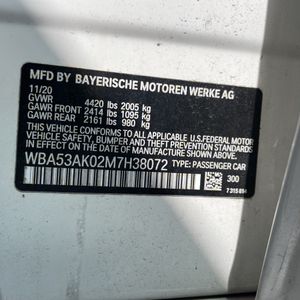 MFD BY BAYERISCHE MOTOREN WERKE AG
11/20
GVWR 4420 lbs 2005 kg
GAWR FRONT 2414 lbs 1095 kg
GAWR REAR 2161 lbs 980 kg
THIS VEHICLE CONFORMS TO ALL APPLICABLE U.S. FEDERAL MOTOR
VEHICLE SAFETY, BUMPER, AND THEFT PREVENTION STANDARDS
IN EFFECT ON THE DATE OF MANUFACTURE SHOWN ABOVE.
WBA53AK02M7H38072 TYPE: PASSENGER CAR
300